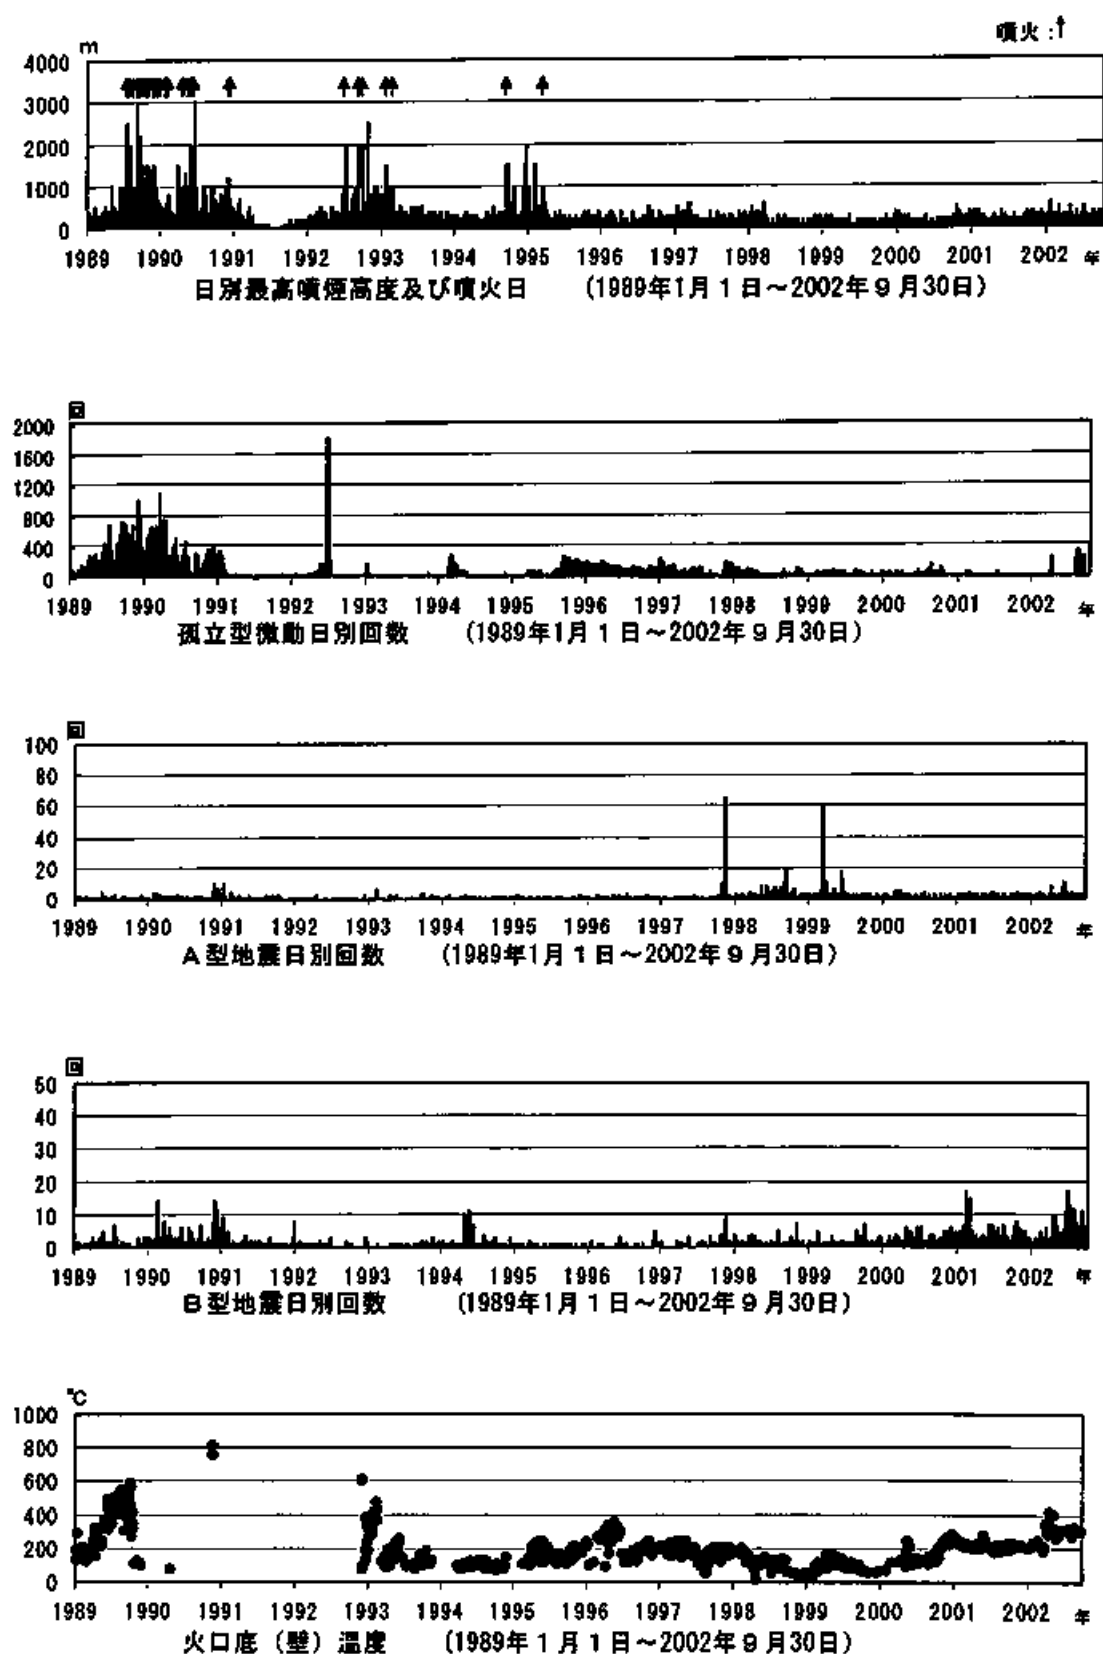 噴火:↑
m
4000
3000
2000
1000
0
1989 1990 1991 1992 1993 1994 1995 1996 1997 1998 1999 2000 2001 2002 年
日別最高噴煙高度及び噴火日 (1989年1月1日～2002年9月30日)
回
2000
1600
1200
800
400
0
1989 1990 1991 1992 1993 1994 1995 1996 1997 1998 1999 2000 2001 2002 年
孤立型微動日別回数 (1989年1月1日～2002年9月30日)
回
100
80
60
40
20
0
1989 1990 1991 1992 1993 1994 1995 1996 1997 1998 1999 2000 2001 2002 年
A型地震日別回数 (1989年1月1日～2002年9月30日)
回
50
40
30
20
10
0
1989 1990 1991 1992 1993 1994 1995 1996 1997 1998 1999 2000 2001 2002 年
B型地震日別回数 (1989年1月1日～2002年9月30日)
℃
1000
800
600
400
200
0
1989 1990 1991 1992 1993 1994 1995 1996 1997 1998 1999 2000 2001 2002 年
火口底（壁）温度 (1989年1月1日～2002年9月30日)